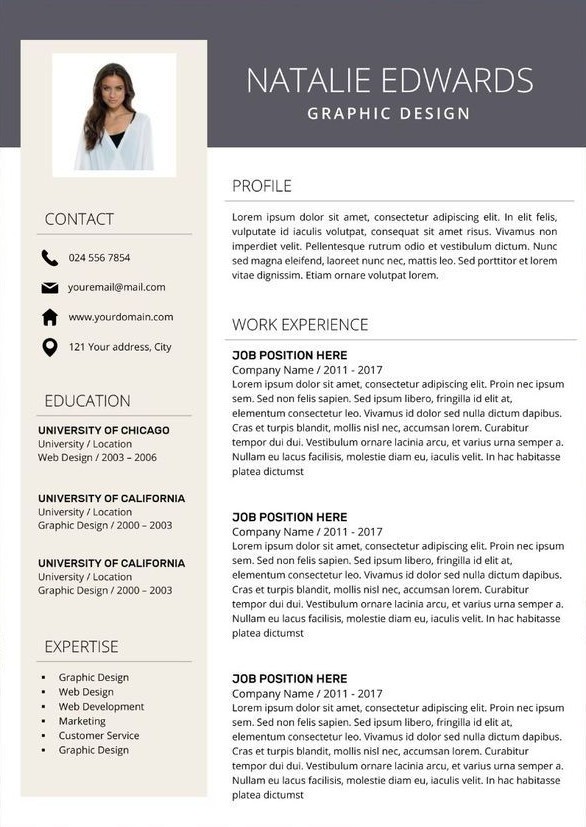 NATALIE EDWARDS
GRAPHIC DESIGN
CONTACT
024 556 7854
youremail@mail.com
www.yourdomain.com
121 Your address, City
EDUCATION
UNIVERSITY OF CHICAGO
University / Location
Web Design / 2003 – 2006
UNIVERSITY OF CALIFORNIA
University / Location
Graphic Design / 2000 – 2003
UNIVERSITY OF CALIFORNIA
University / Location
Graphic Design / 2000 – 2003
EXPERTISE
▪ Graphic Design
▪ Web Design
▪ Web Development
▪ Marketing
▪ Customer Service
▪ Graphic Design
PROFILE
Lorem ipsum dolor sit amet, consectetur adipiscing elit. In elit felis,
vulputate id iaculis volutpat, consequat sit amet risus. Vivamus non
imperdiet velit. Pellentesque rutrum odio et vestibulum dictum. Nunc
sed magna eleifend, laoreet nunc nec, mattis leo. Sed porttitor et lorem
vitae dignissim. Etiam ornare volutpat lorem.
WORK EXPERIENCE
JOB POSITION HERE
Company Name / 2011 - 2017
Lorem ipsum dolor sit amet, consectetur adipiscing elit. Proin nec ipsum
sem. Sed non felis sapien. Sed ipsum libero, fringilla id elit at,
elementum consectetur leo. Vivamus id dolor sed nulla dictum dapibus.
Cras et turpis blandit, mollis nisl nec, accumsan lorem. Curabitur
tempor dui dui. Vestibulum ornare lacinia arcu, et varius urna semper a.
Nullam eu lacus facilisis, molestie diam eu, iaculis velit. In hac habitasse
platea dictumst
JOB POSITION HERE
Company Name / 2011 - 2017
Lorem ipsum dolor sit amet, consectetur adipiscing elit. Proin nec ipsum
sem. Sed non felis sapien. Sed ipsum libero, fringilla id elit at,
elementum consectetur leo. Vivamus id dolor sed nulla dictum dapibus.
Cras et turpis blandit, mollis nisl nec, accumsan lorem. Curabitur
tempor dui dui. Vestibulum ornare lacinia arcu, et varius urna semper a.
Nullam eu lacus facilisis, molestie diam eu, iaculis velit. In hac habitasse
platea dictumst
JOB POSITION HERE
Company Name / 2011 - 2017
Lorem ipsum dolor sit amet, consectetur adipiscing elit. Proin nec ipsum
sem. Sed non felis sapien. Sed ipsum libero, fringilla id elit at,
elementum consectetur leo. Vivamus id dolor sed nulla dictum dapibus.
Cras et turpis blandit, mollis nisl nec, accumsan lorem. Curabitur
tempor dui dui. Vestibulum ornare lacinia arcu, et varius urna semper a.
Nullam eu lacus facilisis, molestie diam eu, iaculis velit. In hac habitasse
platea dictumst